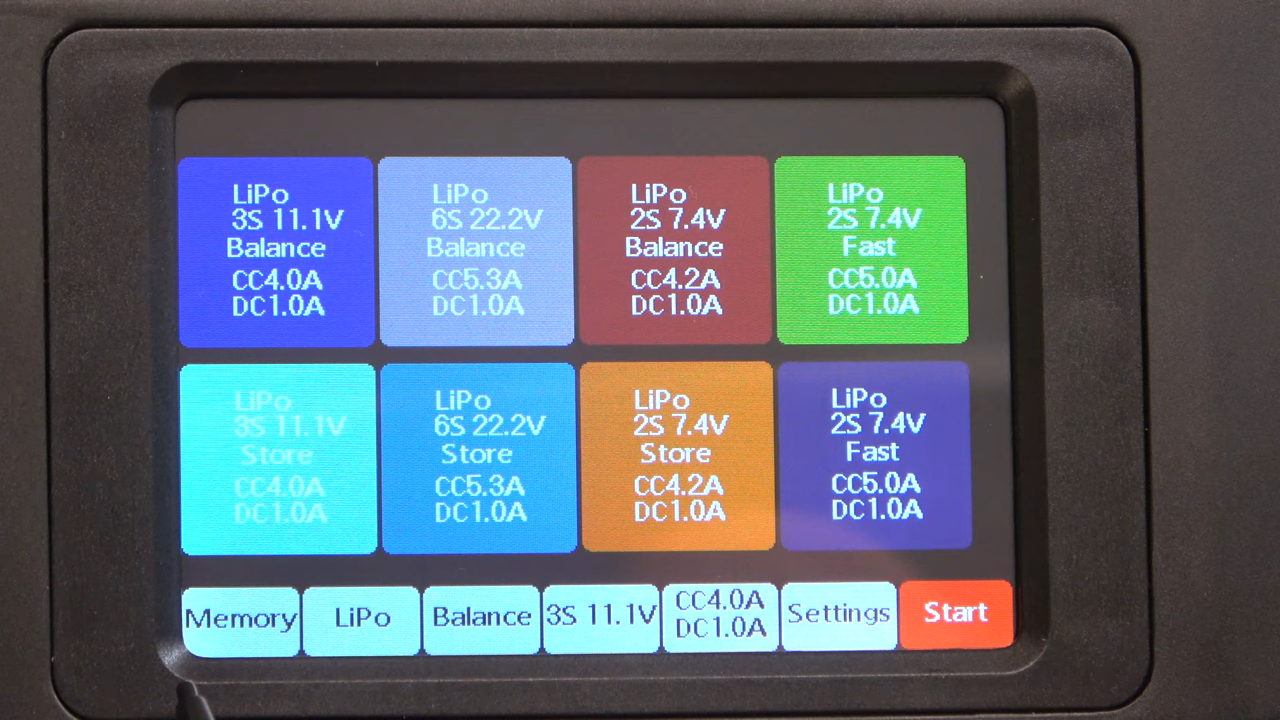 LiPo
3S 11.1V
Balance
CC4.0A
DC1.0A
LiPo
6S 22.2V
Balance
CC5.3A
DC1.0A
LiPo
2S 7.4V
Balance
CC4.2A
DC1.0A
LiPo
2S 7.4V
Fast
CC5.0A
DC1.0A
LiPo
3S 11.1V
Store
CC4.0A
DC1.0A
LiPo
6S 22.2V
Store
CC5.3A
DC1.0A
LiPo
2S 7.4V
Store
CC4.2A
DC1.0A
LiPo
2S 7.4V
Fast
CC5.0A
DC1.0A
Memory
LiPo
Balance
3S 11.1V
CC4.0A
DC1.0A
Settings
Start